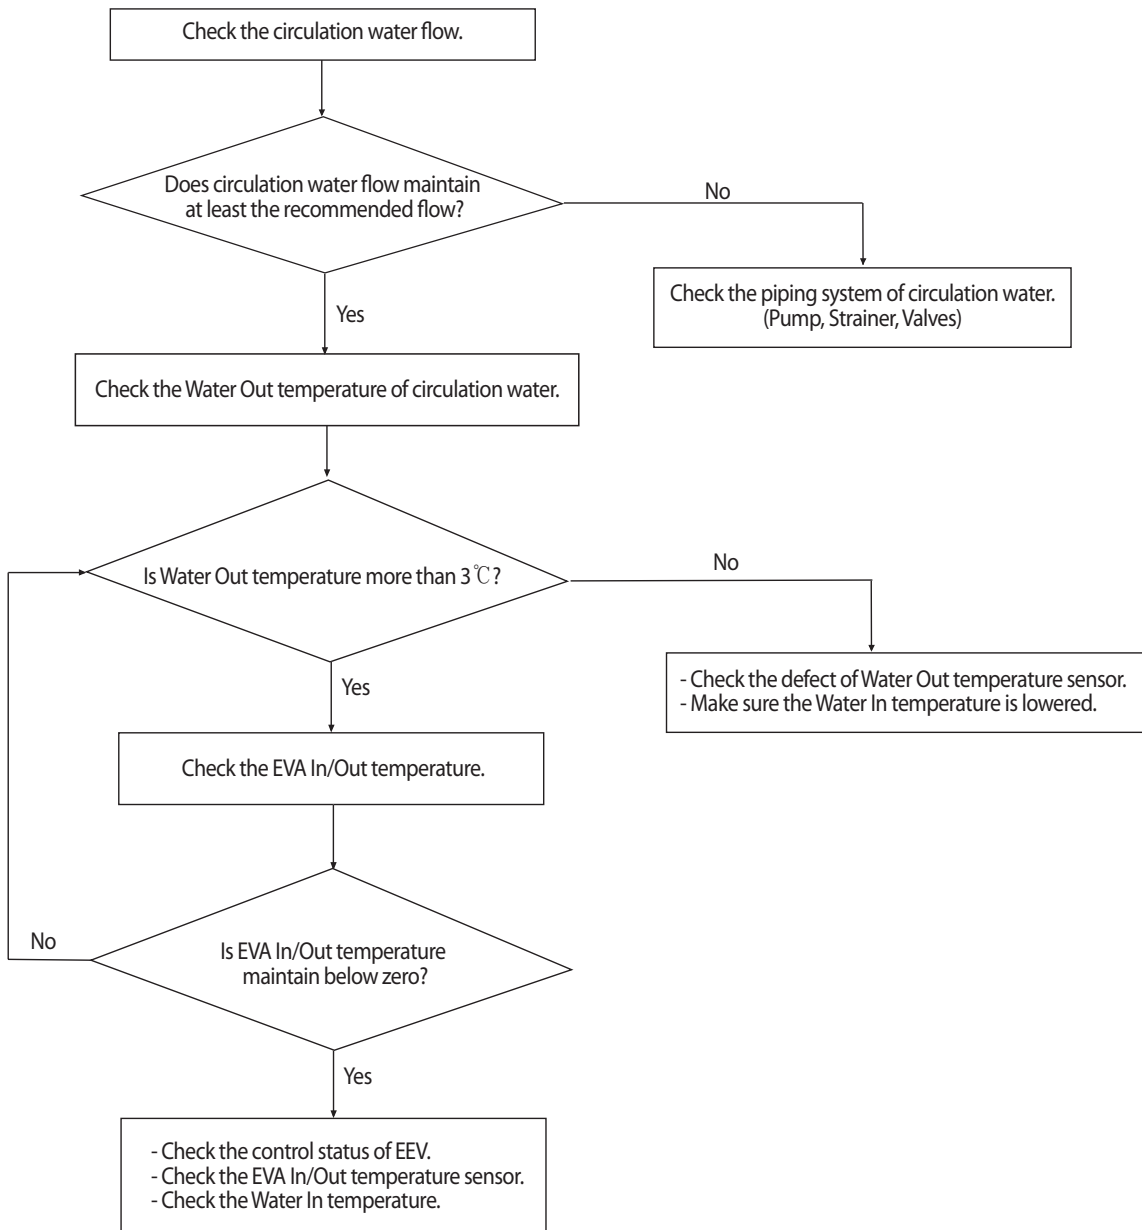 Check the circulation water flow.
Does circulation water flow maintain
at least the recommended flow?
No
Check the piping system of circulation water.
(Pump, Strainer, Valves)
Yes
Check the Water Out temperature of circulation water.
Is Water Out temperature more than 3℃?
No
- Check the defect of Water Out temperature sensor.
- Make sure the Water In temperature is lowered.
Yes
Check the EVA In/Out temperature.
Is EVA In/Out temperature
maintain below zero?
No
Yes
- Check the control status of EEV.
- Check the EVA In/Out temperature sensor.
- Check the Water In temperature.